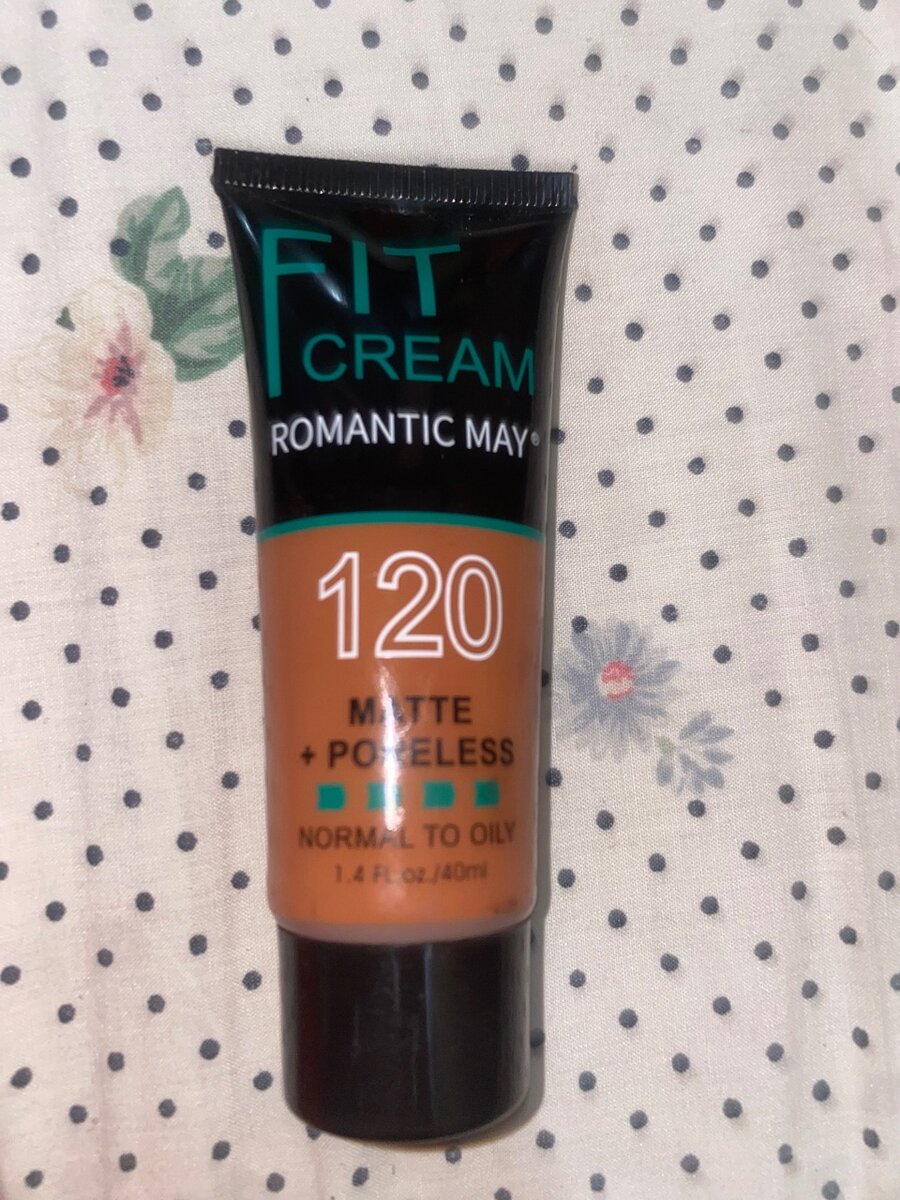 FIT
CREAM
ROMANTIC MAY®
120
MATTE
+ PORELESS
NORMAL TO OILY
1.4 FL.oz./40ml